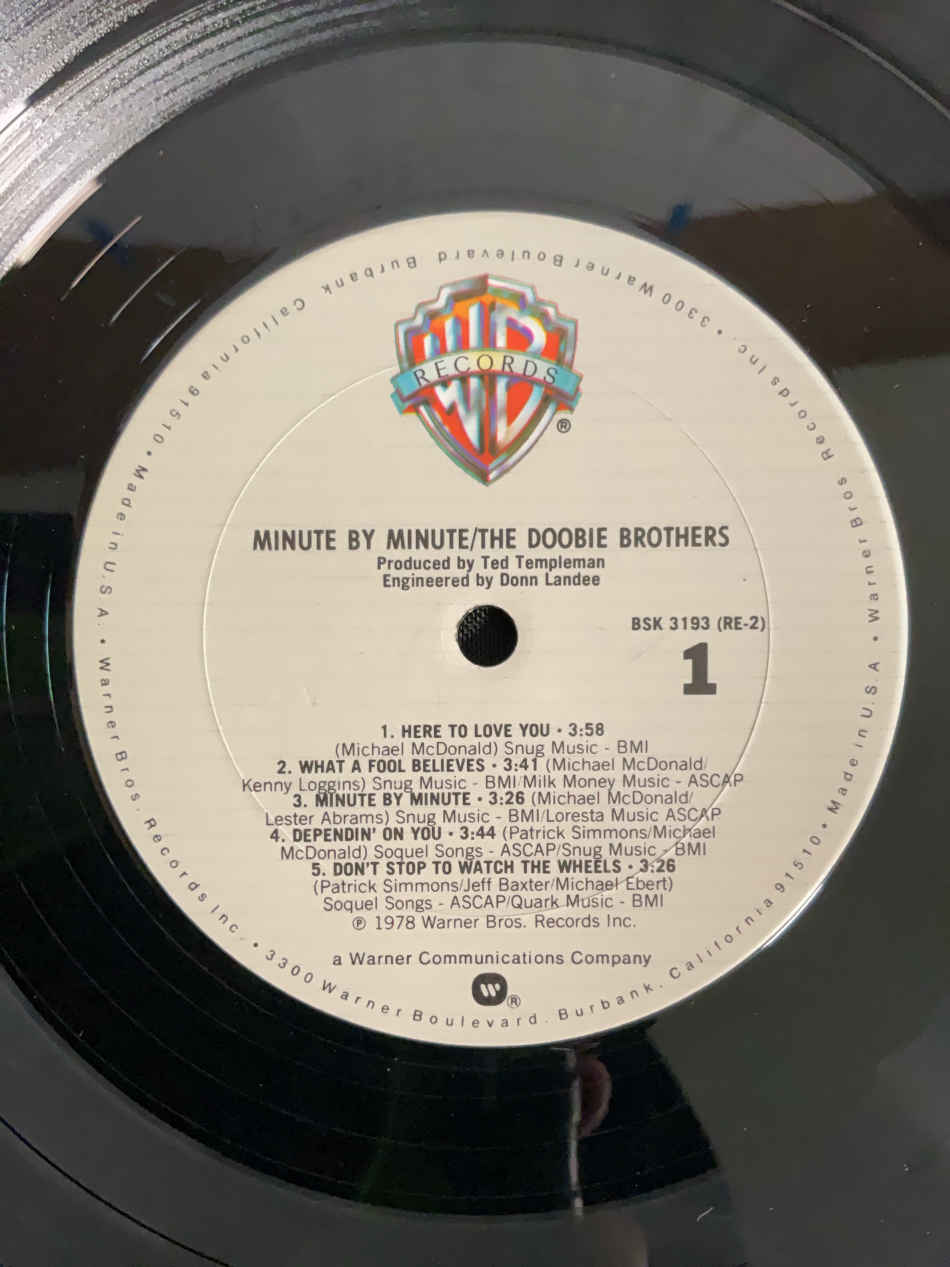 WB
RECORDS
®
MINUTE BY MINUTE/THE DOOBIE BROTHERS
Produced by Ted Templeman
Engineered by Donn Landee
BSK 3193 (RE-2)
1
1. HERE TO LOVE YOU • 3:58
(Michael McDonald) Snug Music - BMI
2. WHAT A FOOL BELIEVES • 3:41 (Michael McDonald/
Kenny Loggins) Snug Music - BMI/Milk Money Music - ASCAP
3. MINUTE BY MINUTE • 3:26 (Michael McDonald/
Lester Abrams) Snug Music - BMI/Loresta Music ASCAP
4. DEPENDIN' ON YOU • 3:44 (Patrick Simmons/Michael
McDonald) Soquel Songs - ASCAP/Snug Music - BMI
5. DON'T STOP TO WATCH THE WHEELS • 3:26
(Patrick Simmons/Jeff Baxter/Michael Ebert)
Soquel Songs - ASCAP/Quark Music - BMI
℗ 1978 Warner Bros. Records Inc.
a Warner Communications Company
W®
Warner Bros. Records Inc. • 3300 Warner Boulevard. Burbank. California 91510 • Made in U.S.A. • Warner Bros Records Inc. • 3300 Warner Boulevard Burbank California 91510 • Made in U.S.A. •